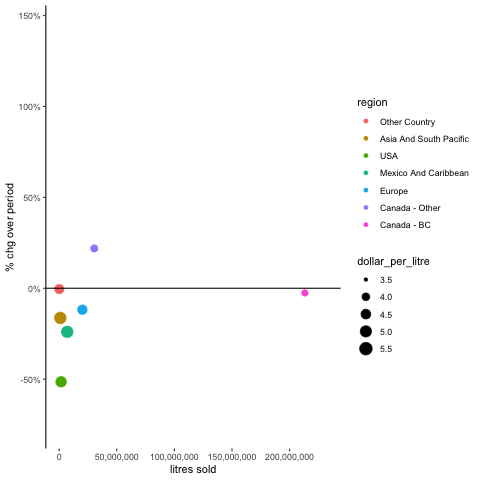 150%
100%
50%
0%
-50%
% chg over period
0
50,000,000
100,000,000
150,000,000
200,000,000
litres sold
region
Other Country
Asia And South Pacific
USA
Mexico And Caribbean
Europe
Canada - Other
Canada - BC
dollar_per_litre
3.5
4.0
4.5
5.0
5.5